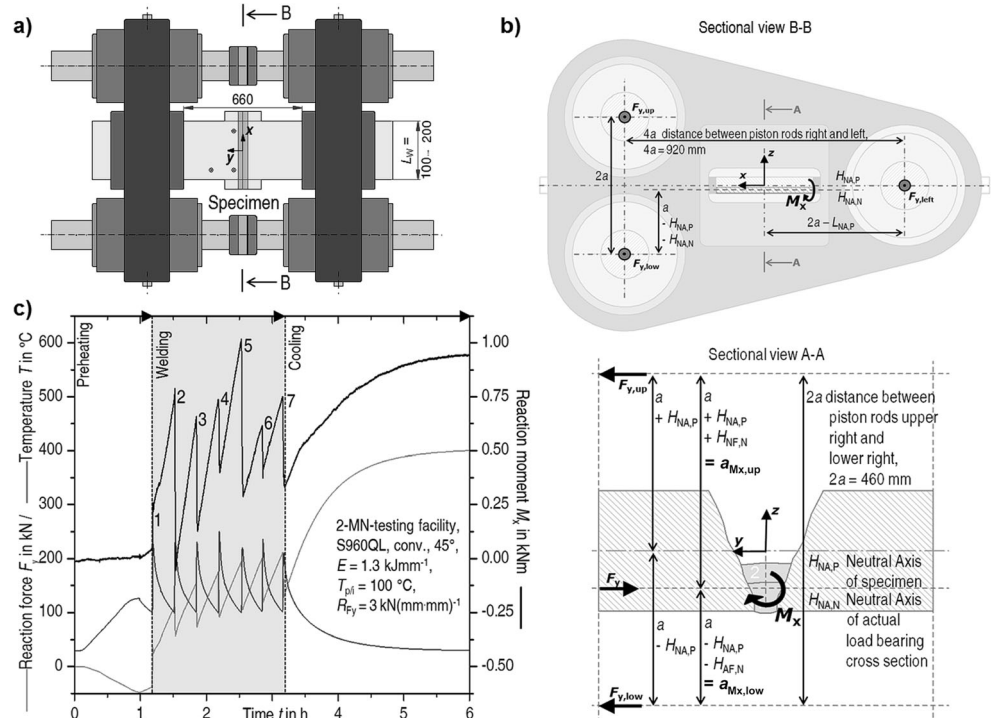 a)
B
660
x
y
L_W =
100... 200
Specimen
B
b)
Sectional view B-B
F_y,up
A
4a distance between piston rods right and left,
4a = 920 mm
2a
z
x
H_NA,P
H_NA,N
M_x
F_y,left
a
- H_NA,P
- H_NA,N
2a – L_NA,P
F_y,low
A
c)
Reaction force F_y in kN / Temperature T in °C
600
500
400
300
200
100
0
Preheating
Welding
Cooling
1
2
3
4
5
6
7
2-MN-testing facility,
S960QL, conv., 45°,
E = 1.3 kJmm⁻¹,
T_p/i = 100 °C,
R_Fy = 3 kN(mm·mm)⁻¹
1.00
0.75
0.50
0.25
0.00
-0.25
-0.50
Reaction moment M_x in kNm
0
1
2
3
4
5
6
Time t in h
Sectional view A-A
F_y,up
a
+ H_NA,P
a
+ H_NA,P
+ H_NF,N
= a_Mx,up
2a distance between
piston rods upper
right and
lower right,
2a = 460 mm
z
y
F_y
M_x
H_NA,P Neutral Axis
of specimen
H_NA,N Neutral Axis
of actual
load bearing
cross section
a
- H_NA,P
a
- H_NA,P
- H_AF,N
= a_Mx,low
F_y,low